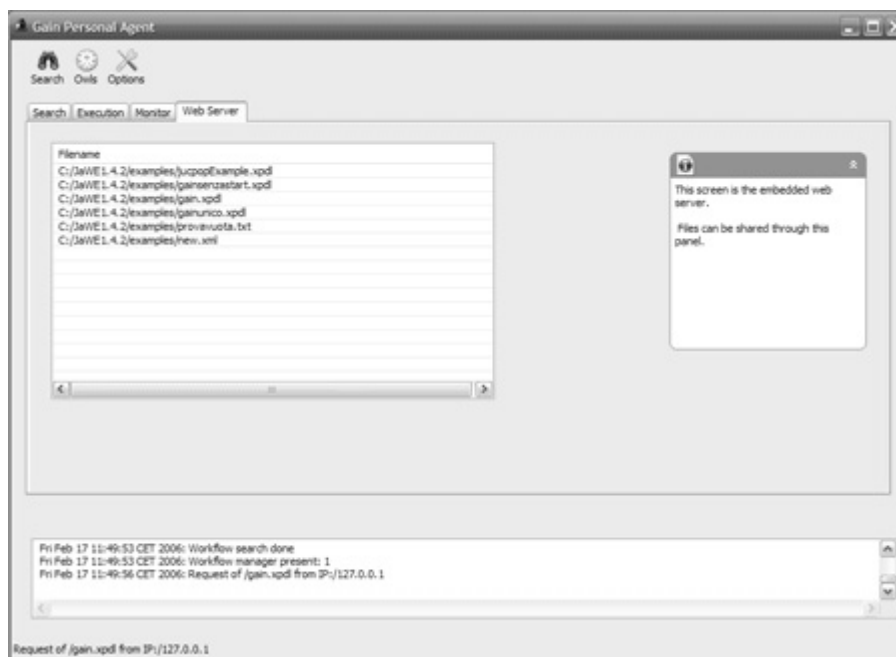 Gain Personal Agent
Search Owls Options
Search Execution Monitor Web Server
Filename
C:/JaWE1.4.2/examples/jucpopExample.xpdl
C:/JaWE1.4.2/examples/gainsenzastart.xpdl
C:/JaWE1.4.2/examples/gain.xpdl
C:/JaWE1.4.2/examples/gainunico.xpdl
C:/JaWE1.4.2/examples/provavuota.txt
C:/JaWE1.4.2/examples/new.xml
This screen is the embedded web
server.
Files can be shared through this
panel.
Fri Feb 17 11:49:53 CET 2006: Workflow search done
Fri Feb 17 11:49:53 CET 2006: Workflow manager present: 1
Fri Feb 17 11:49:56 CET 2006: Request of /gain.xpdl from IP:/127.0.0.1
Request of /gain.xpdl from IP:/127.0.0.1